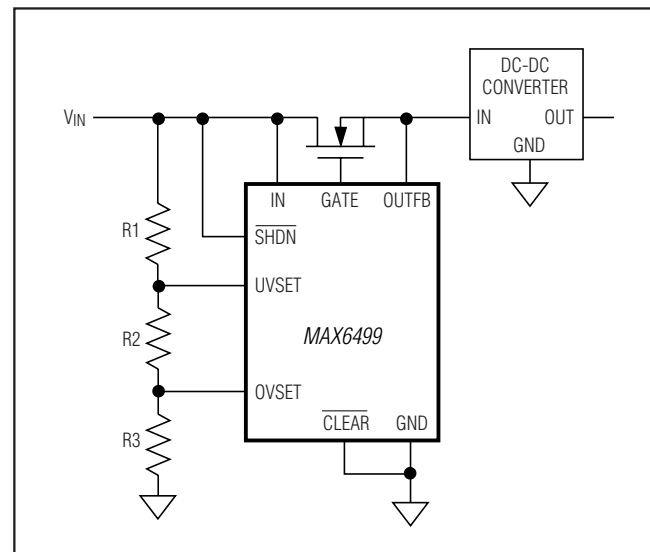 DC-DC
CONVERTER
VIN
IN
OUT
GND
IN
GATE
OUTFB
R1
SHDN
UVSET
R2
MAX6499
OVSET
R3
CLEAR
GND